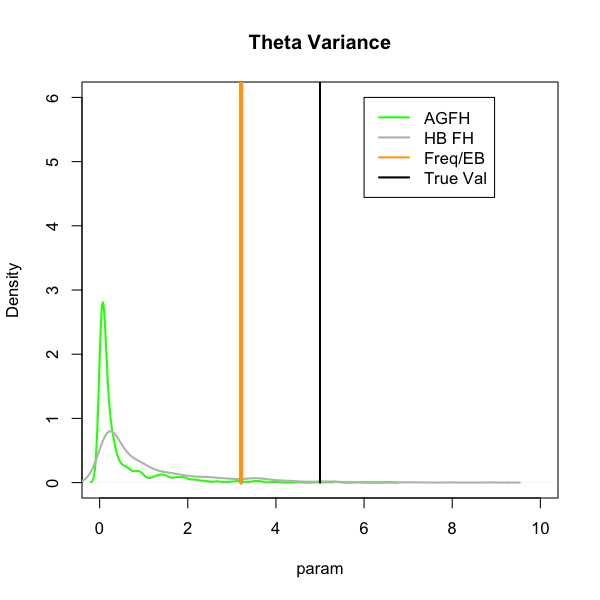 Theta Variance
Density
6
5
4
3
2
1
0
AGFH
HB FH
Freq/EB
True Val
0 2 4 6 8 10
param